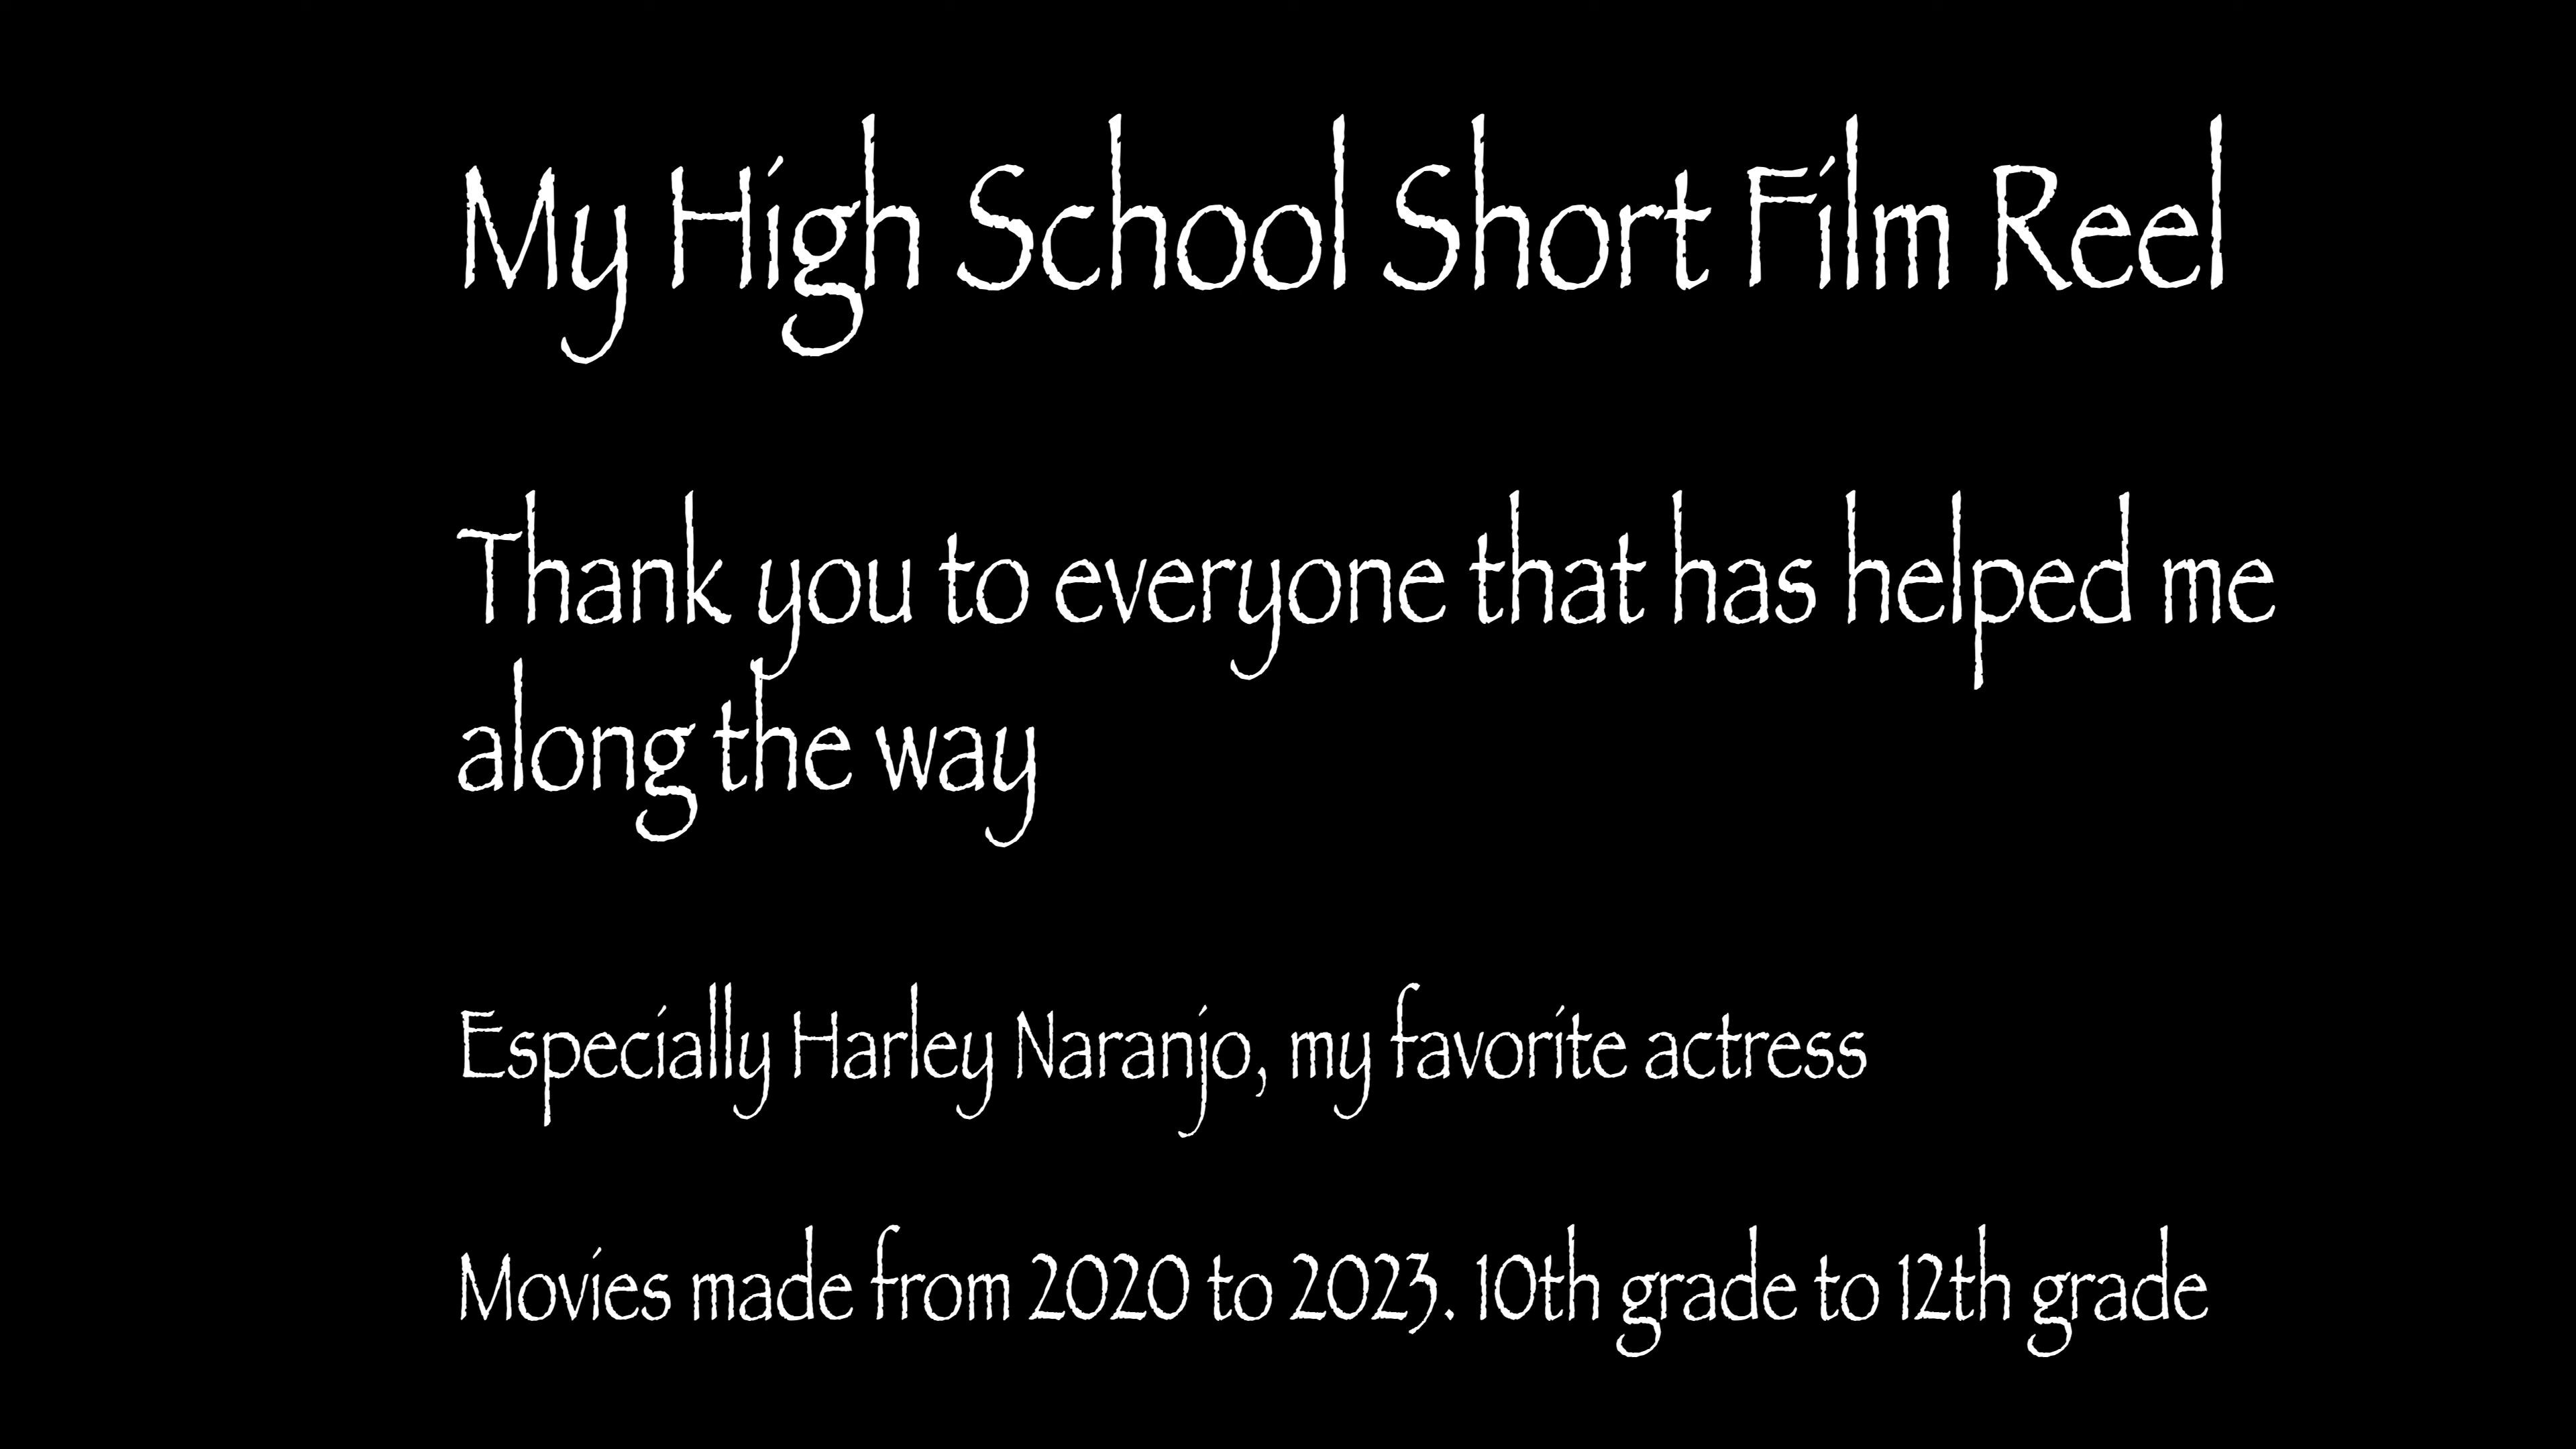 My High School Short Film Reel
Thank you to everyone that has helped me
along the way
Especially Harley Naranjo, my favorite actress
Movies made from 2020 to 2023. 10th grade to 12th grade